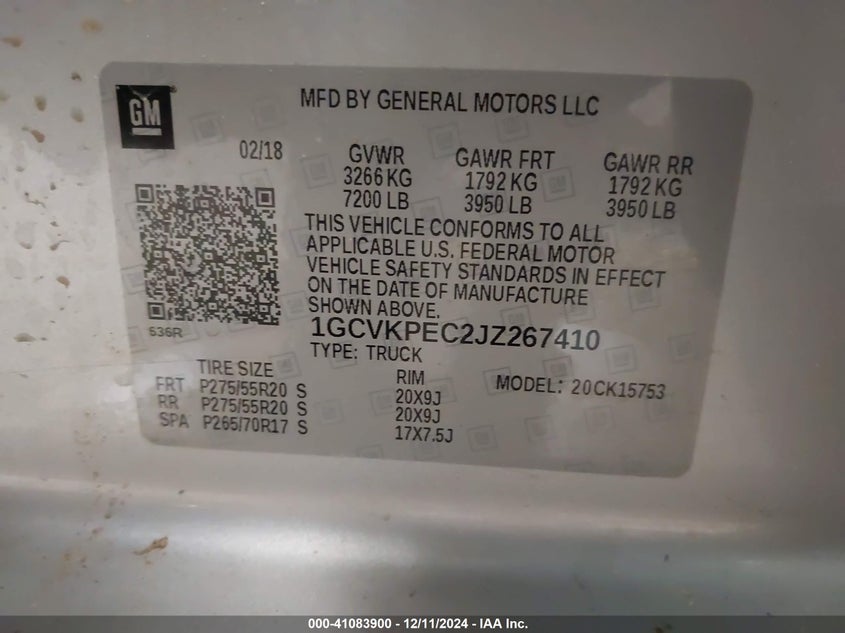 GM
MFD BY GENERAL MOTORS LLC
02/18 GVWR GAWR FRT GAWR RR
3266 KG 1792 KG 1792 KG
7200 LB 3950 LB 3950 LB
THIS VEHICLE CONFORMS TO ALL
APPLICABLE U.S. FEDERAL MOTOR
VEHICLE SAFETY STANDARDS IN EFFECT
ON THE DATE OF MANUFACTURE
SHOWN ABOVE.
636R
1GCVKPEC2JZ267410
TYPE: TRUCK
TIRE SIZE RIM MODEL: 20CK15753
FRT P275/55R20 S 20X9J
RR P275/55R20 S 20X9J
SPA P265/70R17 S 17X7.5J
000-41083900 - 12/11/2024 - IAA Inc.